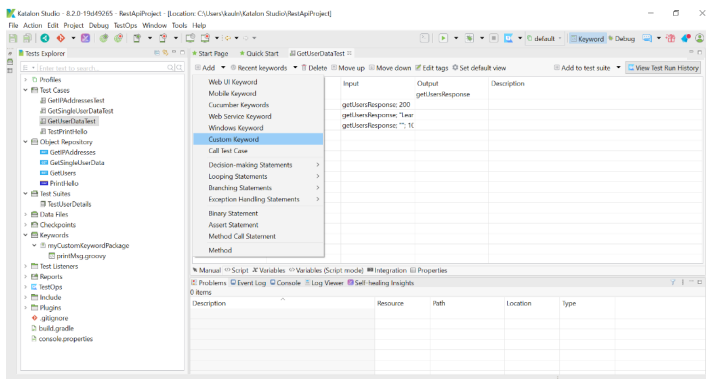 Katalon Studio - 8.2.0-19d49265 - RestApiProject - [Location: C:\Users\kauln\Katalon Studio\RestApiProject]
File Action Edit Project Debug TestOps Window Tools Help
default Keyword Debug
Tests Explorer
Start Page Quick Start GetUserDataTest
Enter text to search...
Add Recent keywords Delete Move up Move down Edit tags Set default view Add to test suite View Test Run History
Profiles
Test Cases
GetIPAddressesTest
GetSingleUserDataTest
GetUserDataTest
TestPrintHello
Object Repository
GetIPAddresses
GetSingleUserData
GetUsers
PrintHello
Test Suites
TestUserDetails
Data Files
Checkpoints
Keywords
myCustomKeywordPackage
printMsg.groovy
Test Listeners
Reports
TestOps
Include
Plugins
.gitignore
build.gradle
console.properties
Web UI Keyword
Mobile Keyword
Cucumber Keywords
Web Service Keyword
Windows Keyword
Custom Keyword
Call Test Case
Decision-making Statements
Looping Statements
Branching Statements
Exception Handling Statements
Binary Statement
Assert Statement
Method Call Statement
Method
Input Output Description
getUsersResponse
getUsersResponse; 200
getUsersResponse; "Lear
getUsersResponse; ""; 1
Manual Script Variables Variables (Script mode) Integration Properties
Problems Event Log Console Log Viewer Self-healing Insights
0 items
Description Resource Path Location Type